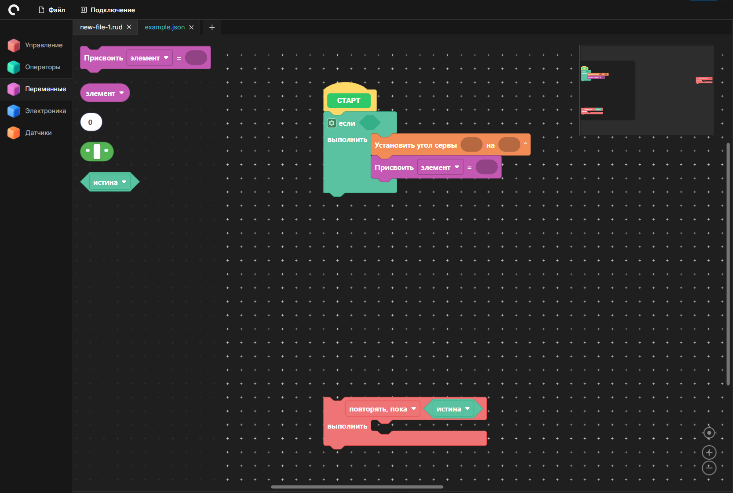 Файл Подключение
new-file-1.rud × example.json × +
Управление
Операторы
Переменные
Электроника
Датчики
Присвоить элемент =
элемент
0
истина
СТАРТ
если
выполнить
Установить угол сервы на °
Присвоить элемент =
повторять, пока истина
выполнить